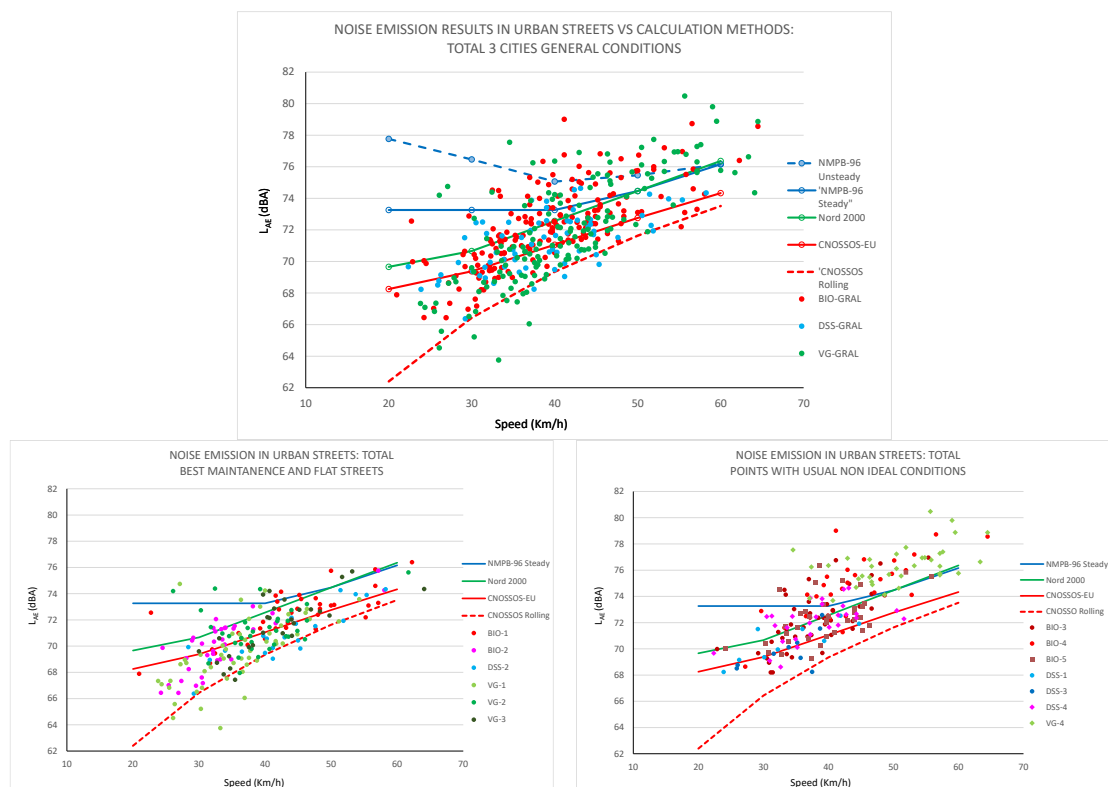 NOISE EMISSION RESULTS IN URBAN STREETS VS CALCULATION METHODS:
TOTAL 3 CITIES GENERAL CONDITIONS
82
80
78
76
74
72
70
68
66
64
62
L_AE (dBA)
10
20
30
40
50
60
70
Speed (Km/h)
NMPB-96
Unsteady
'NMPB-96
Steady"
Nord 2000
CNOSSOS-EU
'CNOSSOS
Rolling
BIO-GRAL
DSS-GRAL
VG-GRAL
NOISE EMISSION IN URBAN STREETS: TOTAL
BEST MAINTANENCE AND FLAT STREETS
82
80
78
76
74
72
70
68
66
64
62
L_AE (dBA)
10
20
30
40
50
60
70
Speed (Km/h)
NMPB-96 Steady
Nord 2000
CNOSSOS-EU
CNOSSOS Rolling
BIO-1
BIO-2
DSS-2
VG-1
VG-2
VG-3
NOISE EMISSION IN URBAN STREETS: TOTAL
POINTS WITH USUAL NON IDEAL CONDITIONS
82
80
78
76
74
72
70
68
66
64
62
L_AE (dBA)
10
20
30
40
50
60
70
Speed (Km/h)
NMPB-96 Steady
Nord 2000
CNOSSOS-EU
CNOSSO Rolling
BIO-3
BIO-4
BIO-5
DSS-1
DSS-3
DSS-4
VG-4